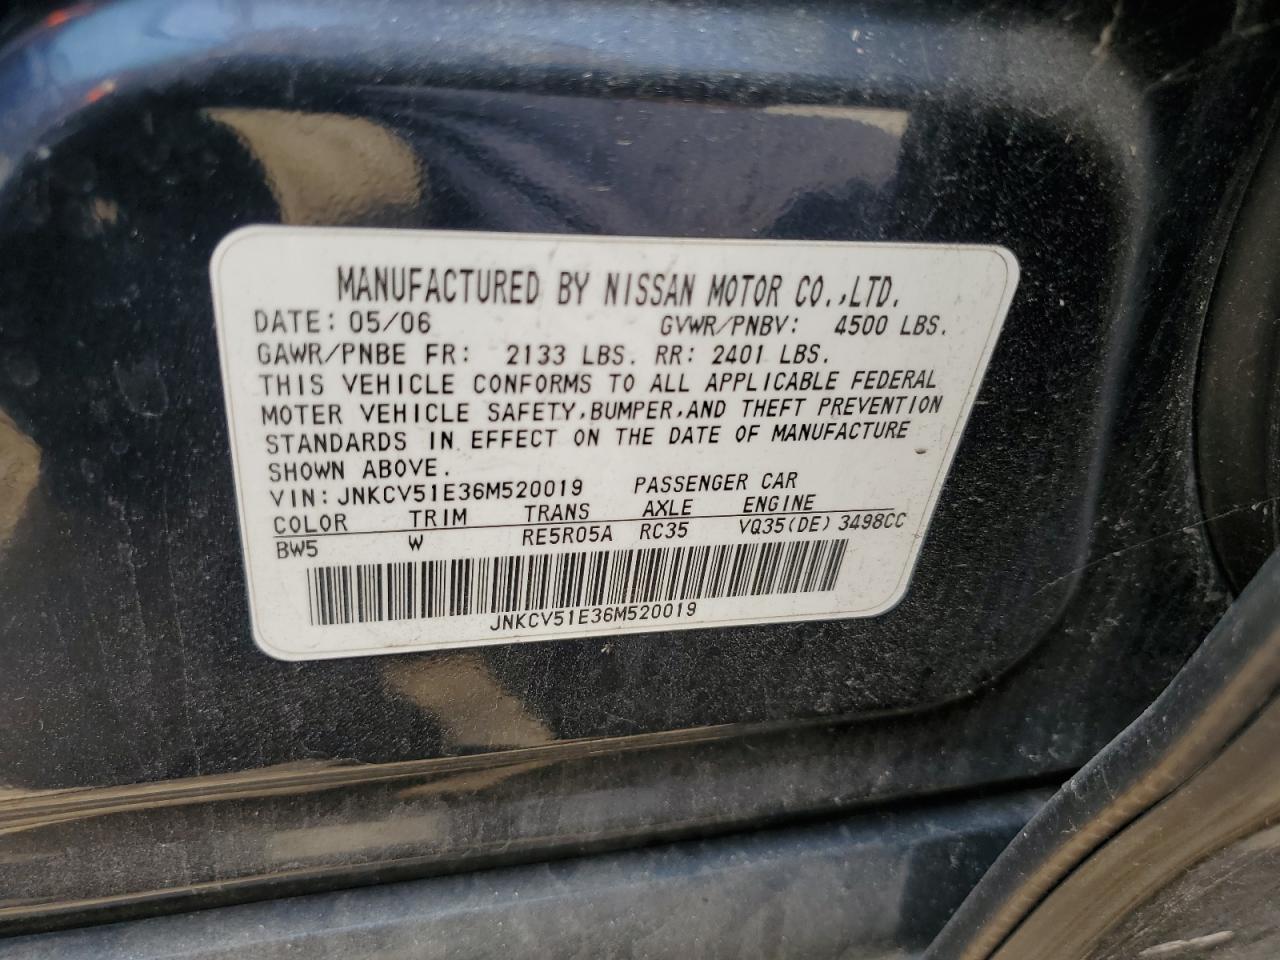 MANUFACTURED BY NISSAN MOTOR CO.,LTD.
DATE: 05/06 GVWR/PNBV: 4500 LBS.
GAWR/PNBE FR: 2133 LBS. RR: 2401 LBS.
THIS VEHICLE CONFORMS TO ALL APPLICABLE FEDERAL
MOTER VEHICLE SAFETY,BUMPER,AND THEFT PREVENTION
STANDARDS IN EFFECT ON THE DATE OF MANUFACTURE
SHOWN ABOVE.
VIN: JNKCV51E36M520019 PASSENGER CAR
COLOR TRIM TRANS AXLE ENGINE
BW5 W RE5R05A RC35 VQ35(DE) 3498CC
JNKCV51E36M520019